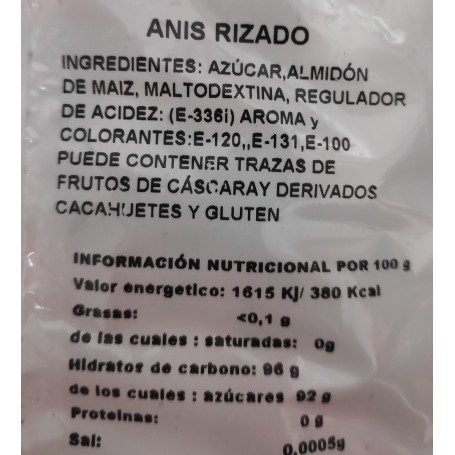 ANIS RIZADO
INGREDIENTES: AZÚCAR,ALMIDÓN
DE MAIZ, MALTODEXTINA, REGULADOR
DE ACIDEZ: (E-336i) AROMA y
COLORANTES:E-120,,E-131,E-100
PUEDE CONTENER TRAZAS DE
FRUTOS DE CÁSCARAY DERIVADOS
CACAHUETES Y GLUTEN
INFORMACIÓN NUTRICIONAL POR 100 g
Valor energetico: 1615 Kj/ 380 Kcal
Grasas: <0,1 g
de las cuales : saturadas: 0g
Hidratos de carbono: 96 g
de los cuales : azúcares 92 g
Proteinas: 0 g
Sal: 0,0005g